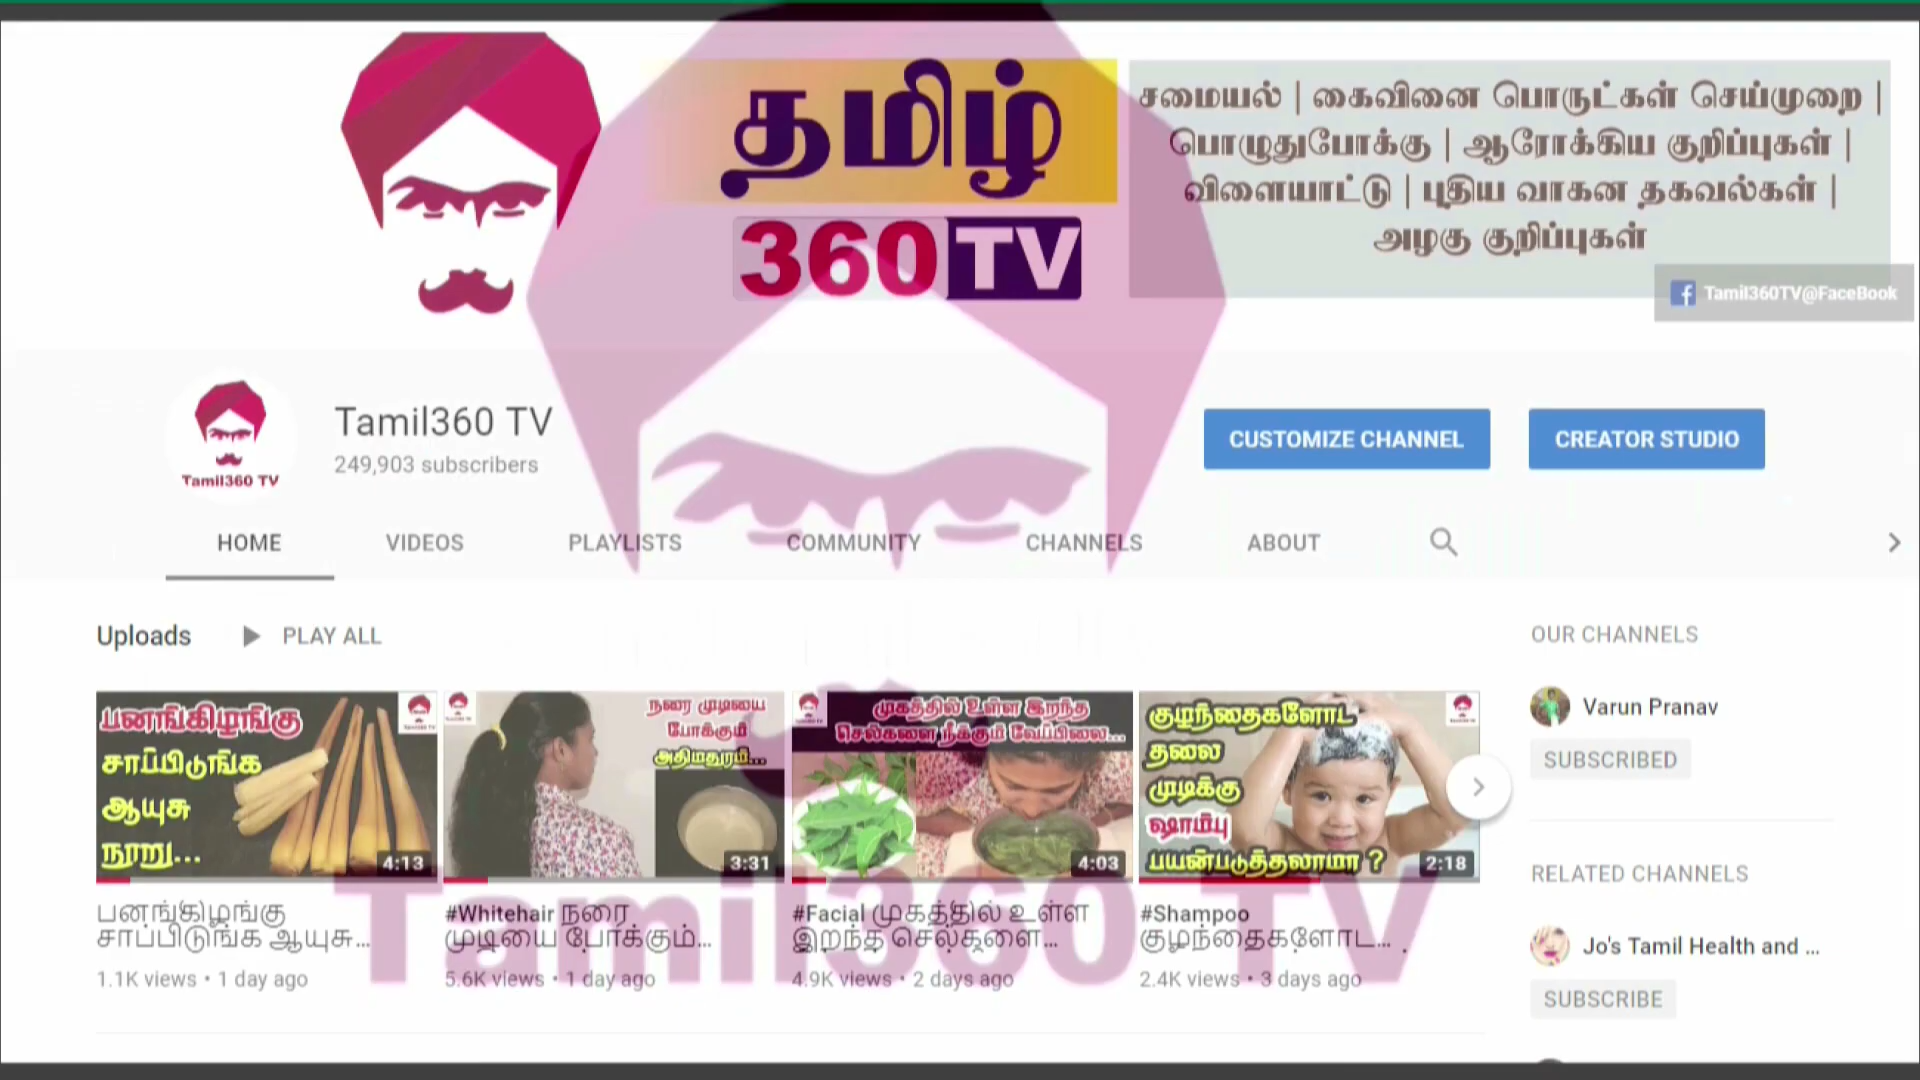 தமிழ்
360 TV
சமையல் | கைவினை பொருட்கள் செய்முறை |
பொழுதுபோக்கு | ஆரோக்கிய குறிப்புகள் |
விளையாட்டு | புதிய வாகன தகவல்கள் |
அழகு குறிப்புகள்
Tamil360TV@FaceBook
Tamil360 TV
Tamil360 TV
249,903 subscribers
CUSTOMIZE CHANNEL
CREATOR STUDIO
HOME VIDEOS PLAYLISTS COMMUNITY CHANNELS ABOUT
Uploads PLAY ALL
பனங்கிழங்கு
சாப்பிடுங்க
ஆயுசு
நூறு...
4:13
நரை முடியை
போக்கும்
அதிமதுரம்...
3:31
முகத்தில் உள்ள இறந்த
செல்களை நீக்கும் வேப்பிலை...
4:03
குழந்தைகளோட
தலை
முடிக்கு
ஷாம்பு
பயன்படுத்தலாமா ?
2:18
பனங்கிழங்கு
சாப்பிடுங்க ஆயுசு...
1.1K views • 1 day ago
#Whitehair நரை
முடியை போக்கும்...
5.6K views • 1 day ago
#Facial முகத்தில் உள்ள
இறந்த செல்களை...
4.9K views • 2 days ago
#Shampoo
குழந்தைகளோட...
2.4K views • 3 days ago
OUR CHANNELS
Varun Pranav
SUBSCRIBED
RELATED CHANNELS
Jo's Tamil Health and ...
SUBSCRIBE
Tamil360 TV